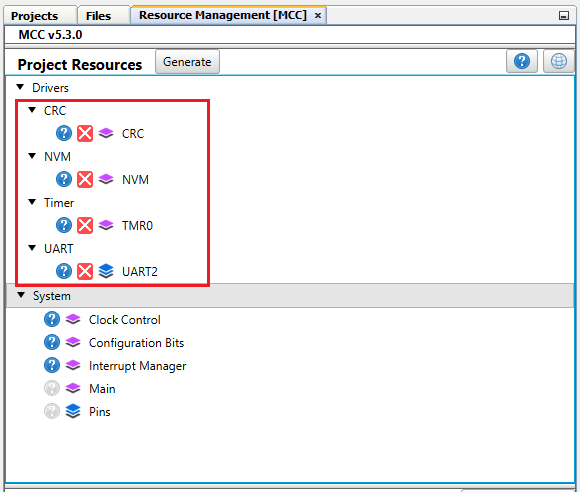 Projects Files Resource Management [MCC] ×
MCC v5.3.0
Project Resources Generate ?
Drivers
CRC
? CRC
NVM
? NVM
Timer
? TMR0
UART
? UART2
System
? Clock Control
? Configuration Bits
? Interrupt Manager
? Main
? Pins